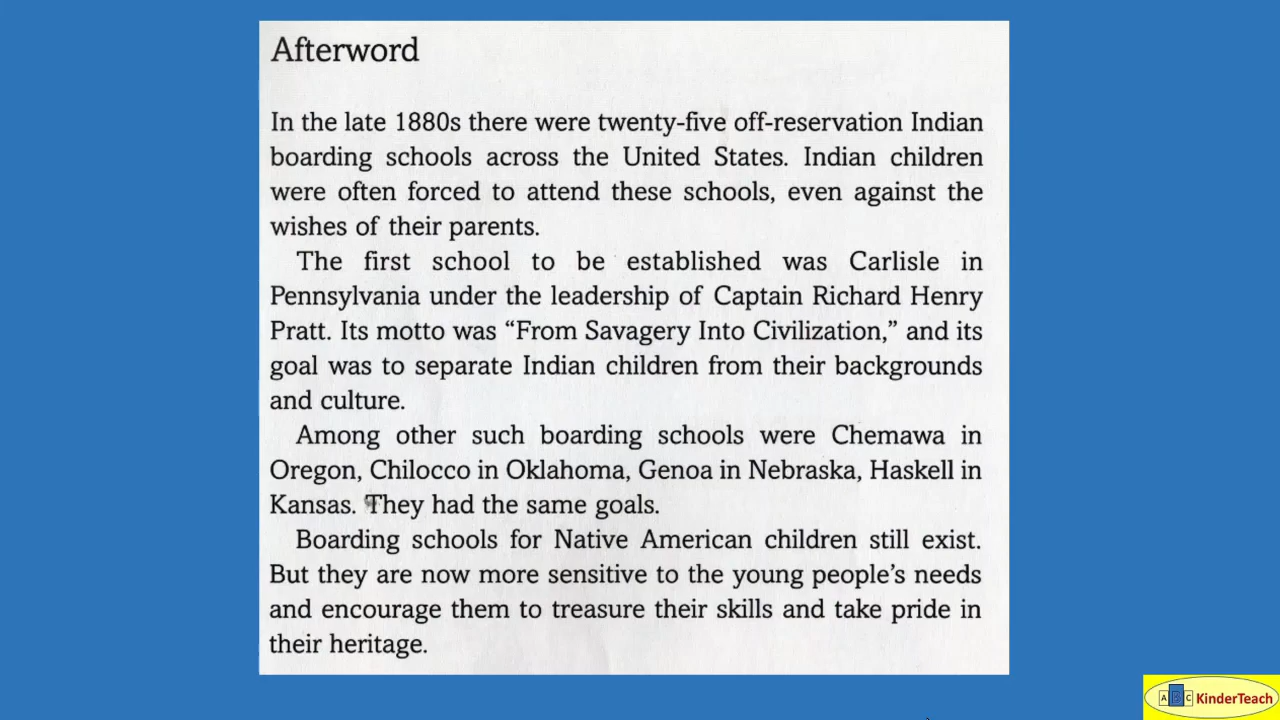 Afterword
In the late 1880s there were twenty-five off-reservation Indian
boarding schools across the United States. Indian children
were often forced to attend these schools, even against the
wishes of their parents.
The first school to be established was Carlisle in
Pennsylvania under the leadership of Captain Richard Henry
Pratt. Its motto was “From Savagery Into Civilization,” and its
goal was to separate Indian children from their backgrounds
and culture.
Among other such boarding schools were Chemawa in
Oregon, Chilocco in Oklahoma, Genoa in Nebraska, Haskell in
Kansas. They had the same goals.
Boarding schools for Native American children still exist.
But they are now more sensitive to the young people’s needs
and encourage them to treasure their skills and take pride in
their heritage.
ABC KinderTeach